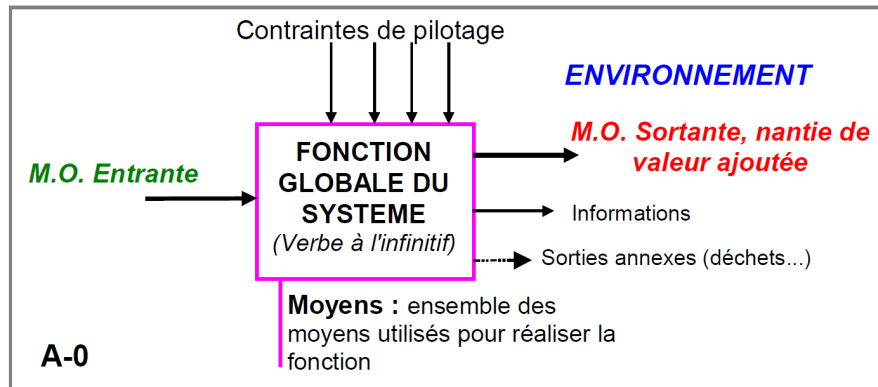 Contraintes de pilotage
ENVIRONNEMENT
M.O. Entrante
FONCTION
GLOBALE DU
SYSTEME
(Verbe à l'infinitif)
M.O. Sortante, nantie de
valeur ajoutée
Informations
Sorties annexes (déchets...)
Moyens : ensemble des
moyens utilisés pour réaliser la
fonction
A-0